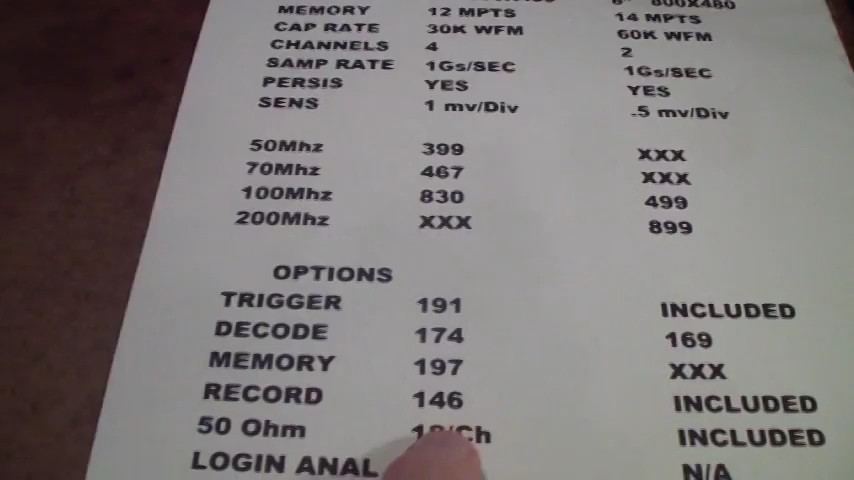 8" 800X480
MEMORY 12 MPTS 14 MPTS
CAP RATE 30K WFM 60K WFM
CHANNELS 4 2
SAMP RATE 1Gs/SEC 1Gs/SEC
PERSIS YES YES
SENS 1 mv/Div .5 mv/Div
50Mhz 399 XXX
70Mhz 467 XXX
100Mhz 830 499
200Mhz XXX 899
OPTIONS
TRIGGER 191 INCLUDED
DECODE 174 169
MEMORY 197 XXX
RECORD 146 INCLUDED
50 Ohm /Ch INCLUDED
LOGIN ANAL N/A